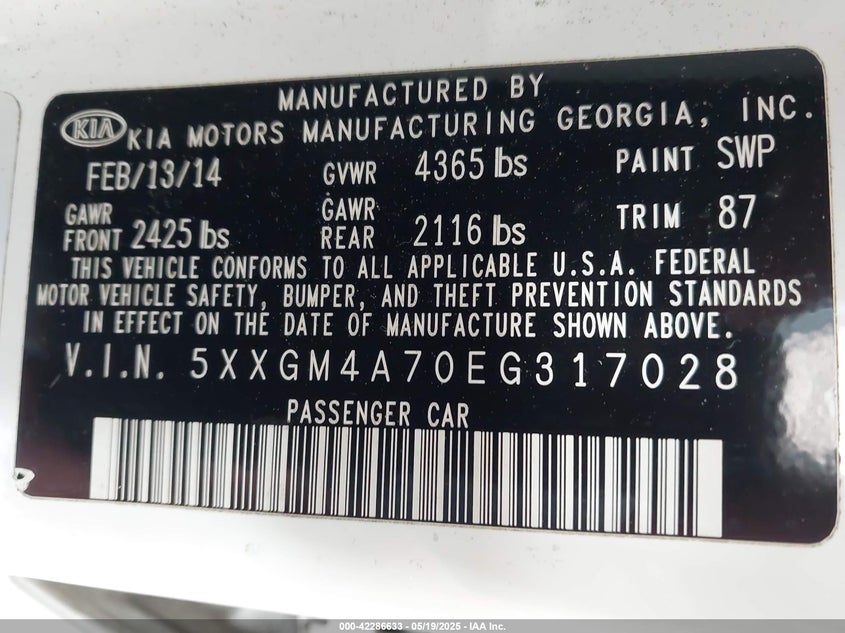 MANUFACTURED BY
KIA KIA MOTORS MANUFACTURING GEORGIA, INC.
FEB/13/14 GVWR 4365 lbs PAINT SWP
GAWR FRONT 2425 lbs GAWR REAR 2116 lbs TRIM 87
THIS VEHICLE CONFORMS TO ALL APPLICABLE U.S.A. FEDERAL
MOTOR VEHICLE SAFETY, BUMPER, AND THEFT PREVENTION STANDARDS
IN EFFECT ON THE DATE OF MANUFACTURE SHOWN ABOVE.
V.I.N. 5XXGM4A70EG317028
PASSENGER CAR
000-42286633 - 05/19/2025 - IAA Inc.